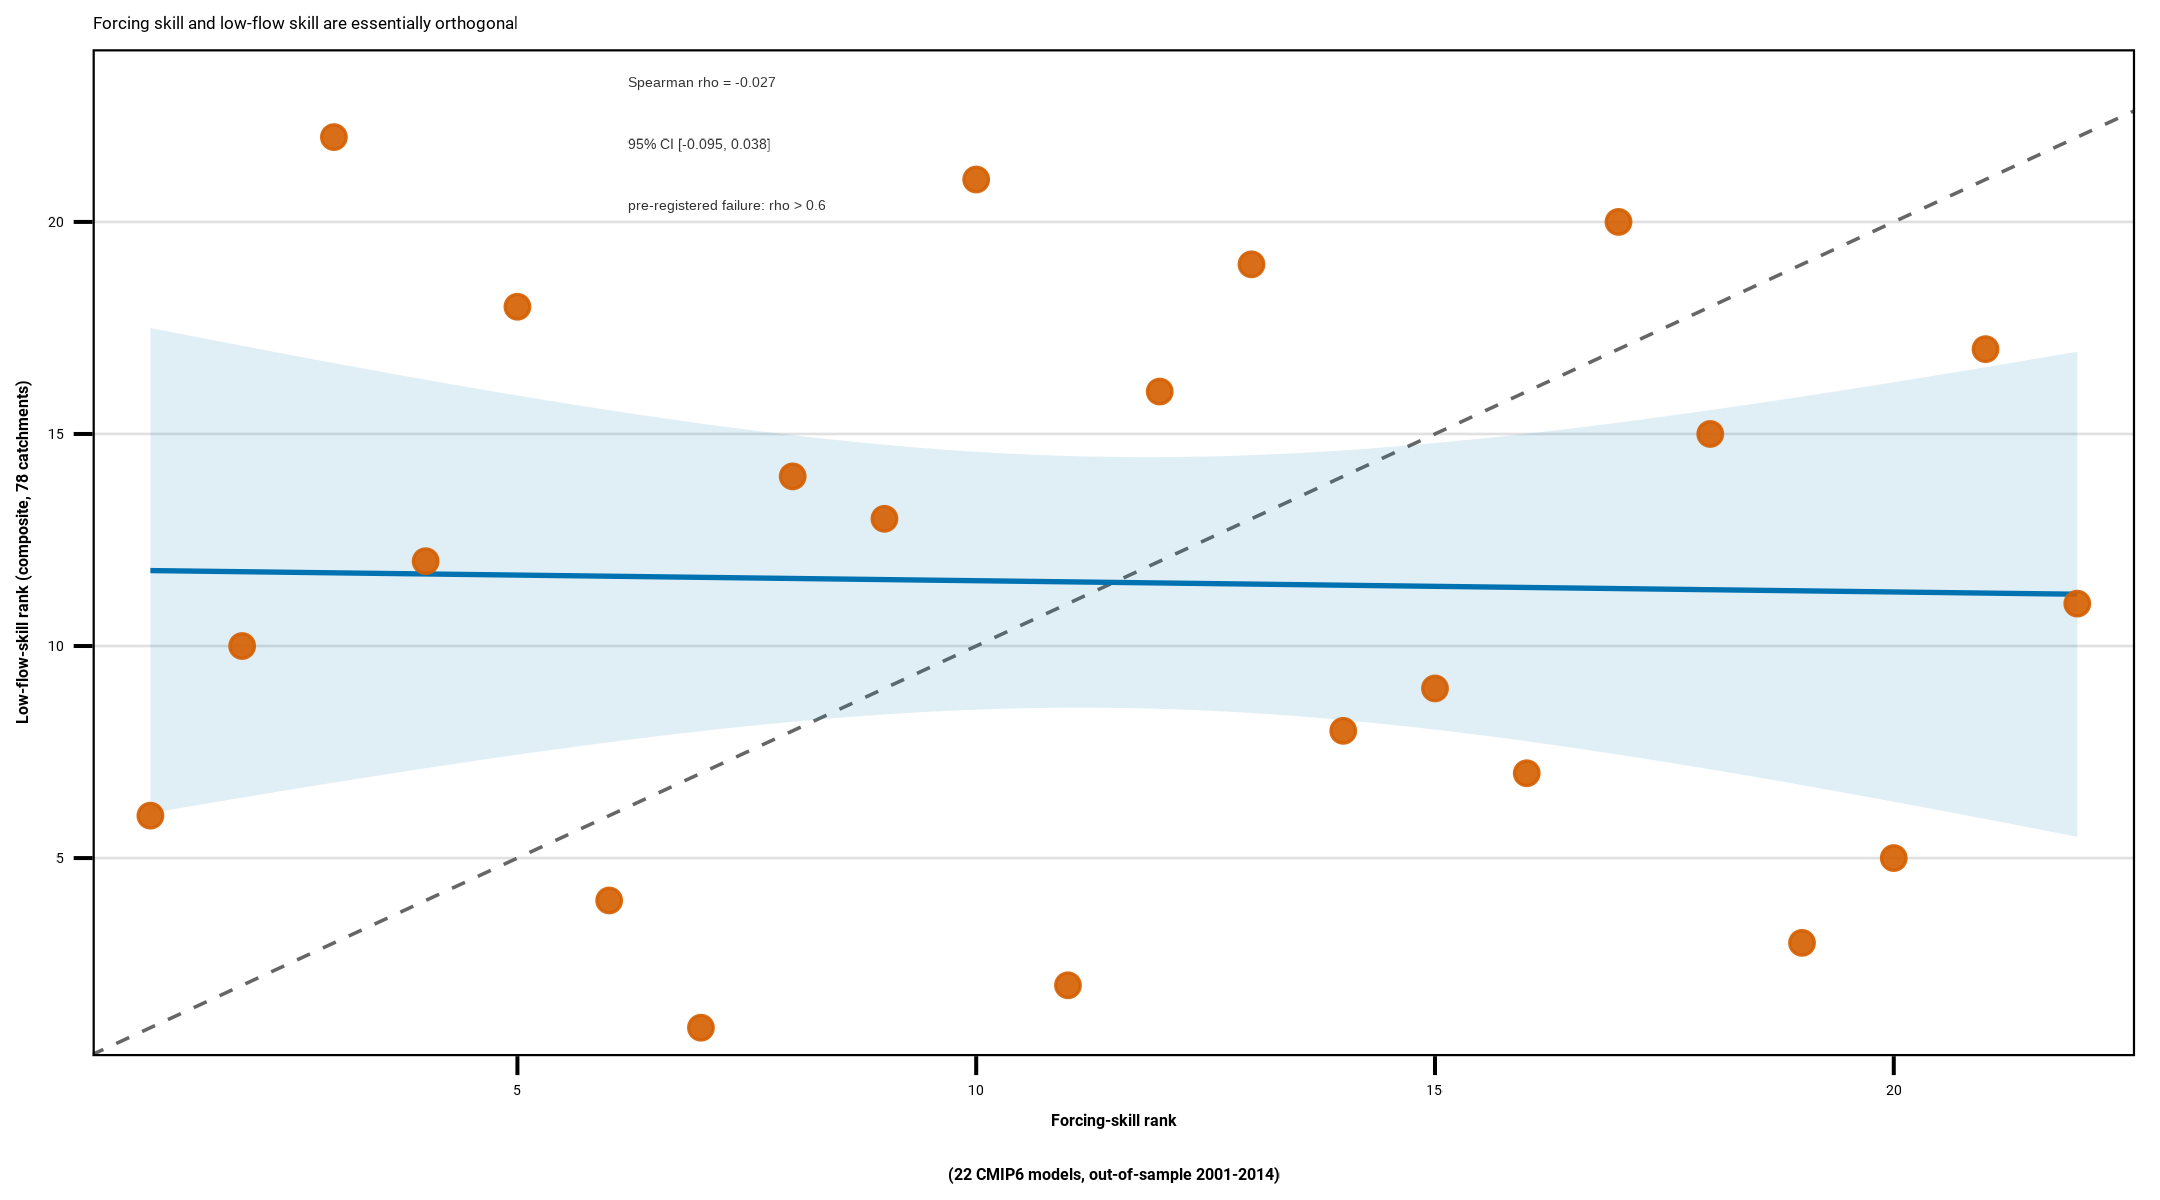 Forcing skill and low-flow skill are essentially orthogonal
Spearman rho = -0.027
95% CI [-0.095, 0.038]
pre-registered failure: rho > 0.6
Low-flow-skill rank (composite, 78 catchments)
20
15
10
5
5
10
15
20
Forcing-skill rank
(22 CMIP6 models, out-of-sample 2001-2014)